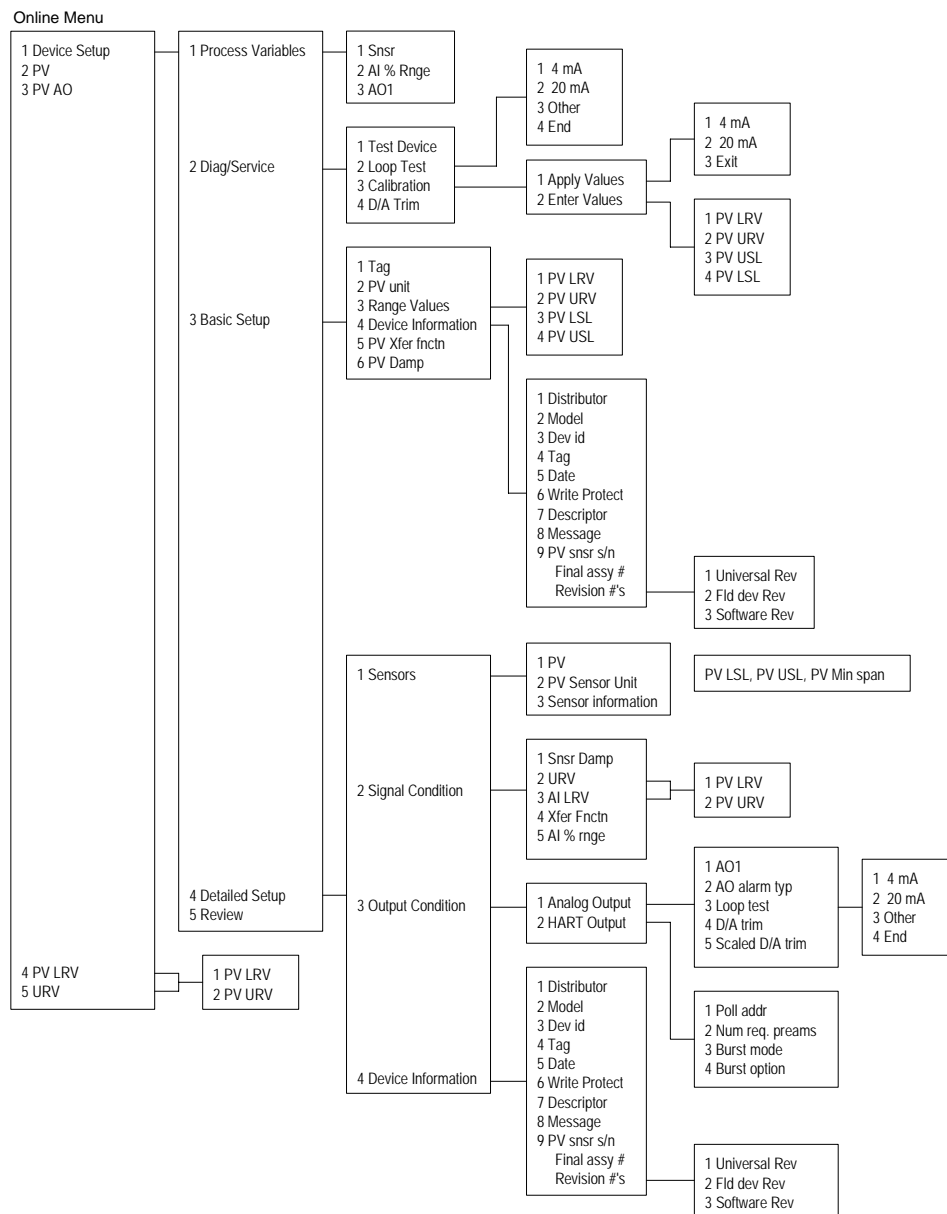 Online Menu
1 Device Setup
2 PV
3 PV AO
4 PV LRV
5 URV
1 Process Variables
2 Diag/Service
3 Basic Setup
4 Detailed Setup
5 Review
1 PV LRV
2 PV URV
1 Snsr
2 AI % Rnge
3 AO1
1 Test Device
2 Loop Test
3 Calibration
4 D/A Trim
1 4 mA
2 20 mA
3 Other
4 End
1 Apply Values
2 Enter Values
1 4 mA
2 20 mA
3 Exit
1 PV LRV
2 PV URV
3 PV USL
4 PV LSL
1 Tag
2 PV unit
3 Range Values
4 Device Information
5 PV Xfer fnctn
6 PV Damp
1 PV LRV
2 PV URV
3 PV LSL
4 PV USL
1 Distributor
2 Model
3 Dev id
4 Tag
5 Date
6 Write Protect
7 Descriptor
8 Message
9 PV snsr s/n
Final assy #
Revision #'s
1 Universal Rev
2 Fld dev Rev
3 Software Rev
1 Sensors
2 Signal Condition
3 Output Condition
4 Device Information
1 PV
2 PV Sensor Unit
3 Sensor information
PV LSL, PV USL, PV Min span
1 Snsr Damp
2 URV
3 AI LRV
4 Xfer Fnctn
5 AI % rnge
1 PV LRV
2 PV URV
1 Analog Output
2 HART Output
1 AO1
2 AO alarm typ
3 Loop test
4 D/A trim
5 Scaled D/A trim
1 4 mA
2 20 mA
3 Other
4 End
1 Poll addr
2 Num req. preams
3 Burst mode
4 Burst option
1 Distributor
2 Model
3 Dev id
4 Tag
5 Date
6 Write Protect
7 Descriptor
8 Message
9 PV snsr s/n
Final assy #
Revision #'s
1 Universal Rev
2 Fld dev Rev
3 Software Rev